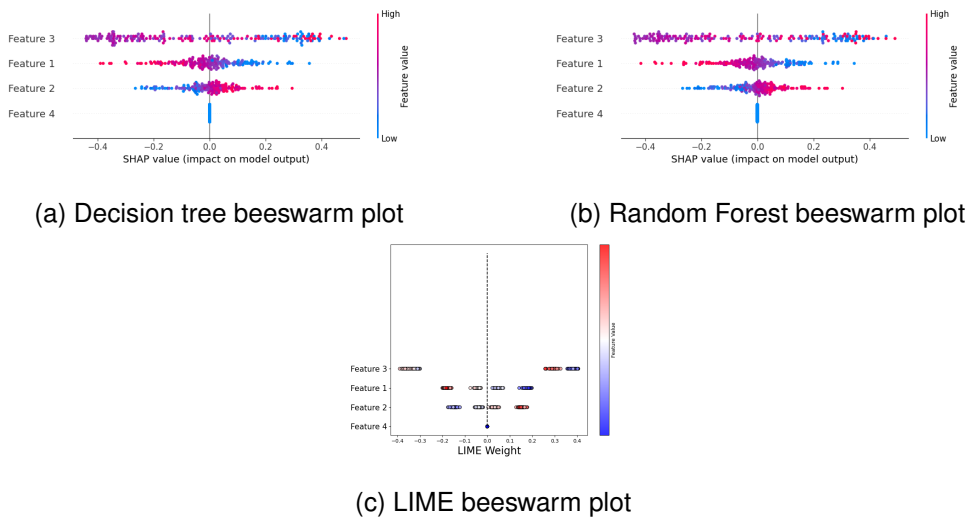 High
Feature 3
Feature 1
Feature 2
Feature 4
Feature value
Low
−0.4 −0.2 0.0 0.2 0.4
SHAP value (impact on model output)
(a) Decision tree beeswarm plot
High
Feature 3
Feature 1
Feature 2
Feature 4
Feature value
Low
−0.4 −0.2 0.0 0.2 0.4
SHAP value (impact on model output)
(b) Random Forest beeswarm plot
Feature 3
Feature 1
Feature 2
Feature 4
Feature Value
−0.4 −0.3 −0.2 −0.1 0.0 0.1 0.2 0.3 0.4
LIME Weight
(c) LIME beeswarm plot